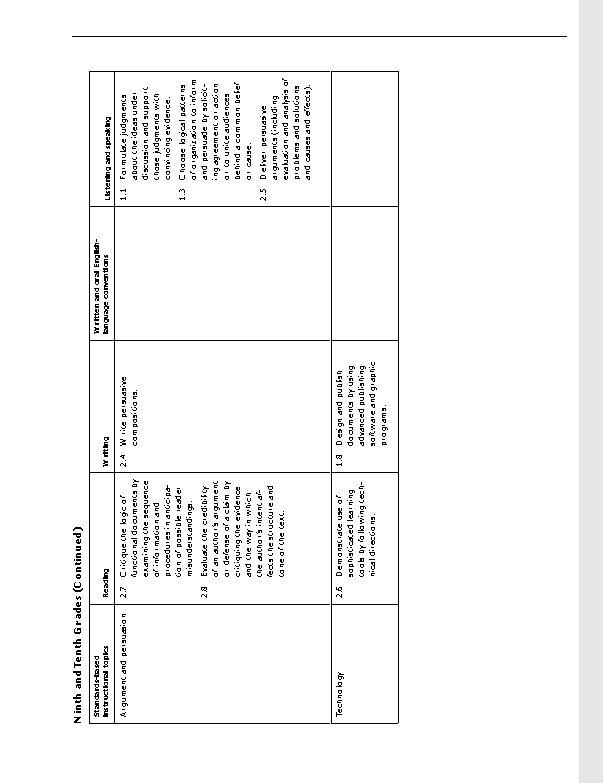 Ninth and Tenth Grades (Continued)
Standards-based
instructional topics
Reading
Writing
Written and oral English-
language conventions
Listening and speaking
Argument and persuasion
2.7 Critique the logic of
functional documents by
examining the sequence
of information and
procedures in anticipa-
tion of possible reader
misunderstandings.
2.8 Evaluate the credibility
of an author's argument
or defense of a claim by
critiquing the evidence
and the way in which
the author's intent af-
fects the structure and
tone of the text.
2.4 Write persuasive
compositions.
1.1 Formulate judgments
about the ideas under
discussion and support
those judgments with
convincing evidence.
1.3 Choose logical patterns
of organization to inform
and persuade by solicit-
ing agreement or action
or to unite audiences
behind a common belief
or cause.
2.5 Deliver persuasive
arguments (including
evaluation and analysis of
problems and solutions
and causes and effects).
Technology
2.6 Demonstrate use of
sophisticated learning
tools by following tech-
nical directions.
1.8 Design and publish
documents by using
advanced publishing
software and graphic
programs.